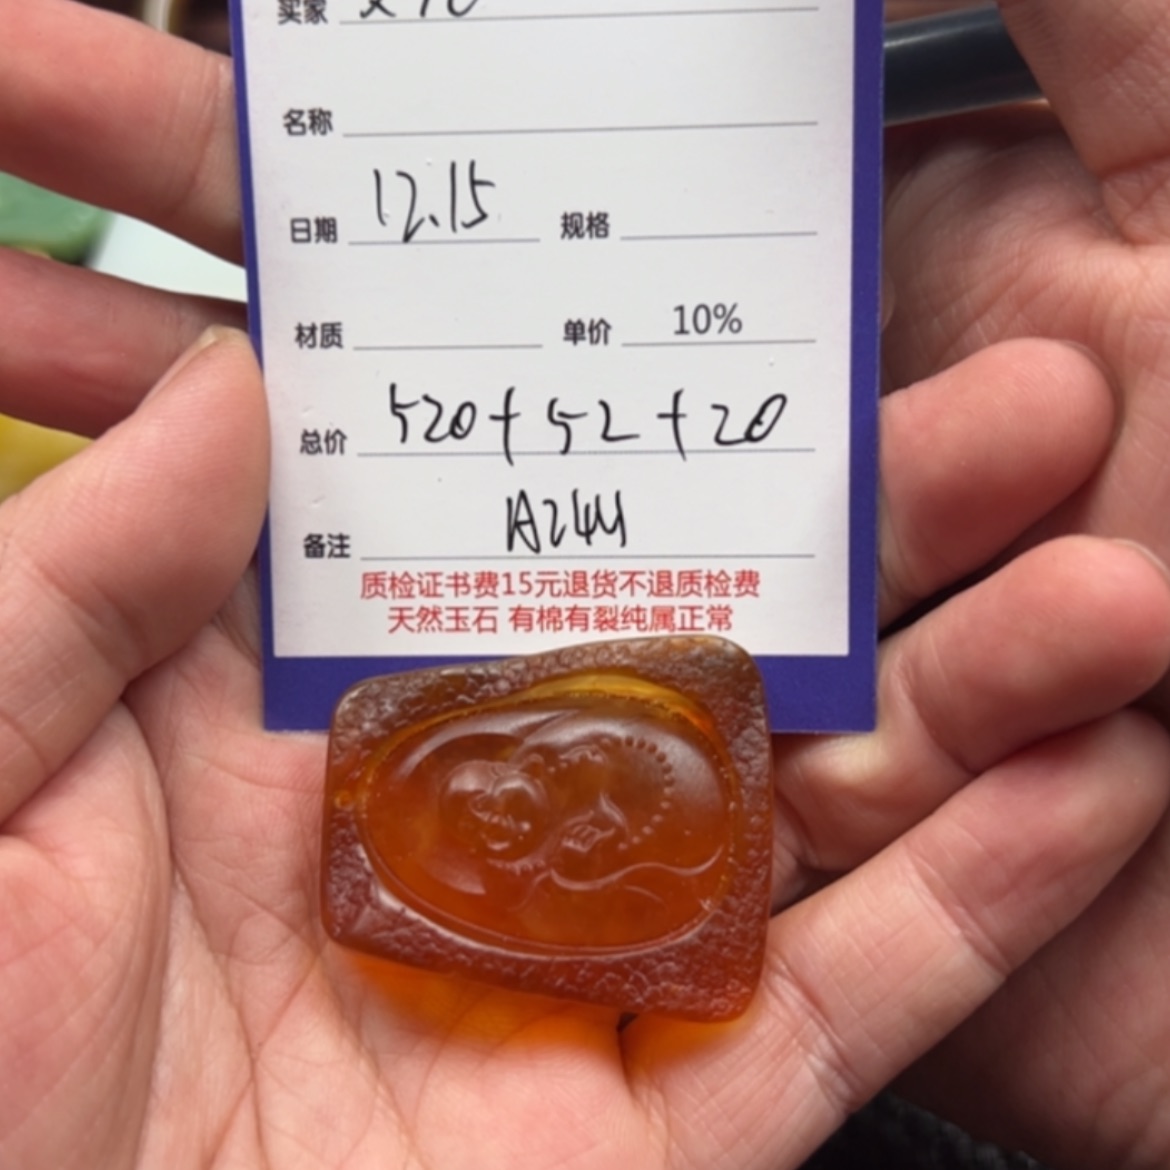 买家
名称
日期 12.15 规格
材质 单价 10%
总价 520+52+20
备注 A244
质检证书费15元退货不退质检费
天然玉石 有棉有裂纯属正常